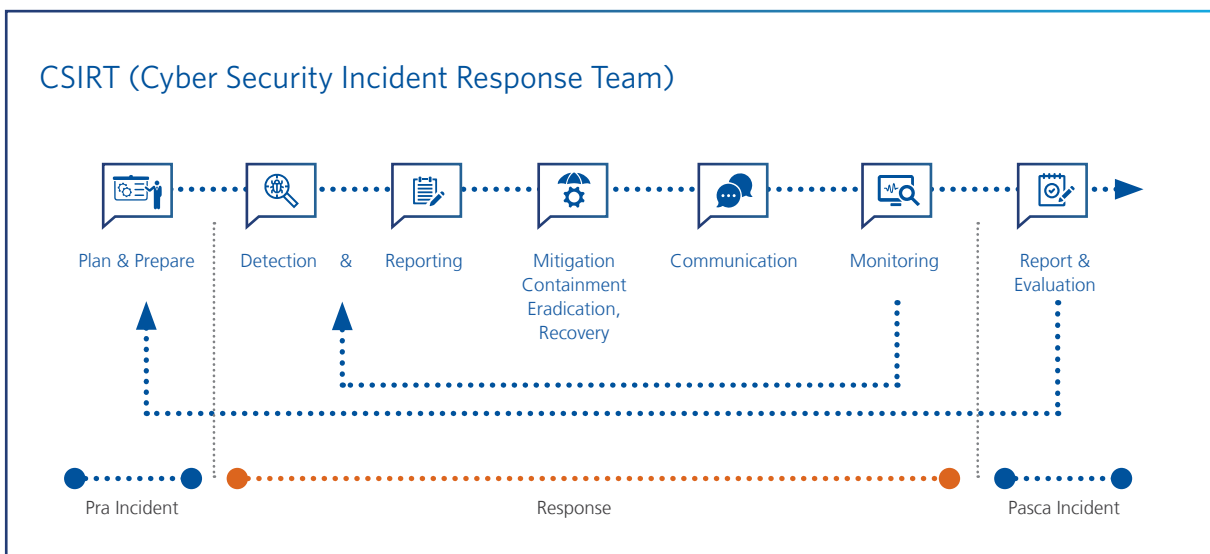 CSIRT (Cyber Security Incident Response Team)
Plan & Prepare
Detection & Reporting
Mitigation
Containment
Eradication,
Recovery
Communication
Monitoring
Report &
Evaluation
Pra Incident
Response
Pasca Incident